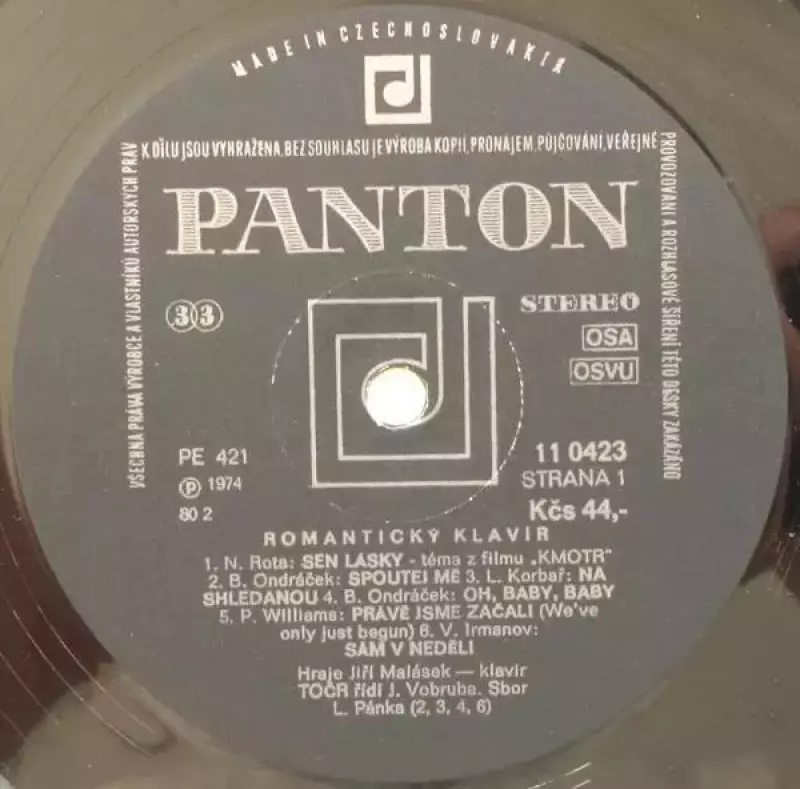 MADE IN CZECHOSLOVAKIA
VŠECHNA PRÁVA VÝROBCE A VLASTNÍKŮ AUTORSKÝCH PRÁV
K DÍLU JSOU VYHRAŽENA. BEZ SOUHLASU JE VÝROBA KOPIÍ, PRONÁJEM, PŮJČOVÁNÍ, VEŘEJNÉ
PROVOZOVÁNÍ A ROZHLASOVÉ ŠÍŘENÍ TÉTO DESKY ZAKÁZÁNO
PANTON
33
STEREO
OSA
OSVU
PE 421
Ⓟ 1974
80 2
11 0423
STRANA 1
Kčs 44,-
ROMANTICKÝ KLAVÍR
1. N. Rota: SEN LÁSKY - téma z filmu „KMOTR"
2. B. Ondráček: SPOUTEJ MĚ 3. L. Korbař: NA
SHLEDANOU 4. B. Ondráček: OH, BABY, BABY
5. P. Williams: PRÁVĚ JSME ZAČALI (We've
only just begun) 6. V. Irmanov:
SÁM V NEDĚLI
Hraje Jiří Malásek — klavír
TOČR řídí J. Vobruba. Sbor
L. Pánka (2, 3, 4, 6)